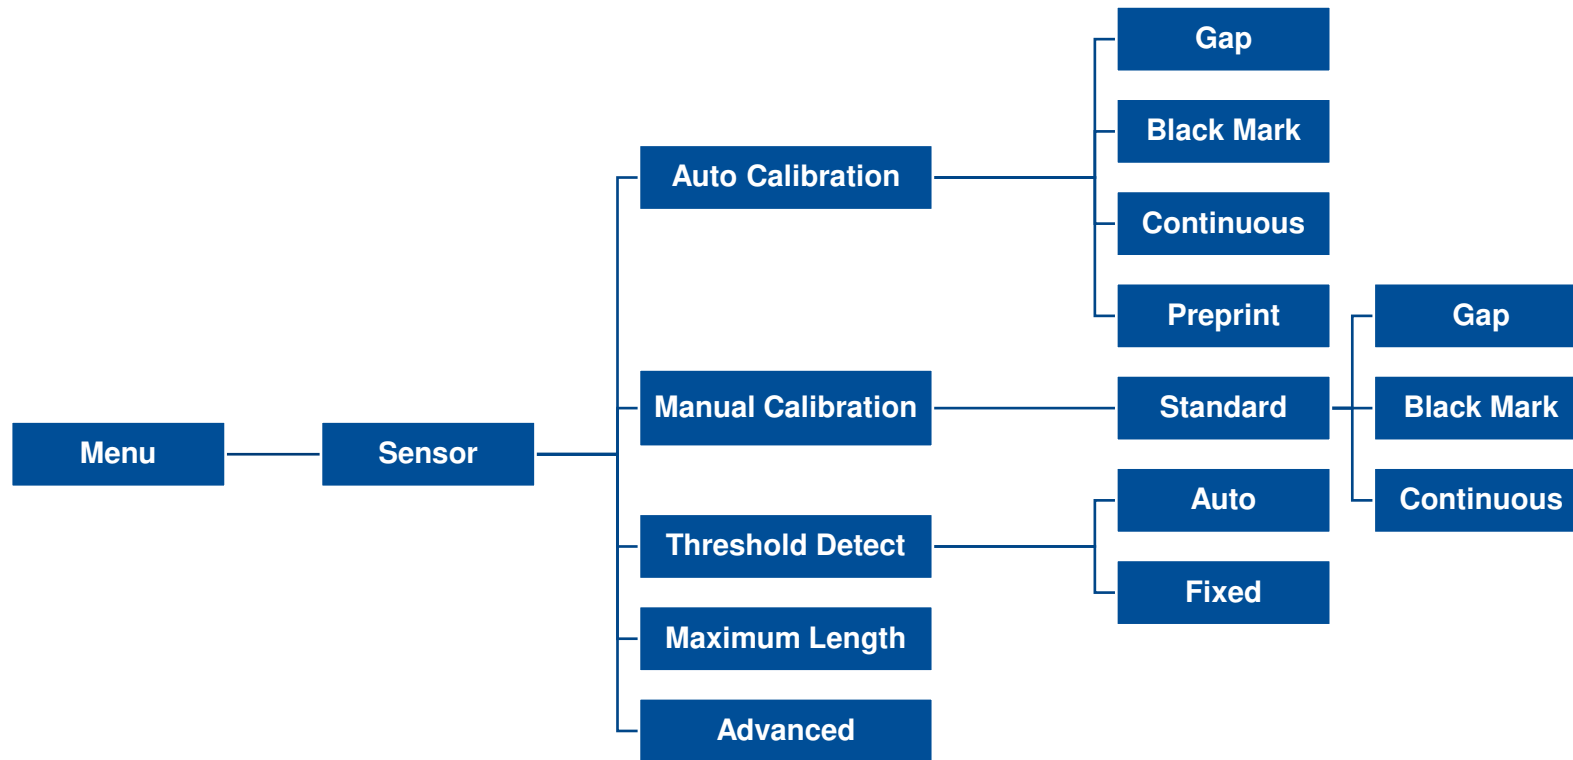 Menu
Sensor
Auto Calibration
Gap
Black Mark
Continuous
Preprint
Manual Calibration
Standard
Gap
Black Mark
Continuous
Threshold Detect
Auto
Fixed
Maximum Length
Advanced